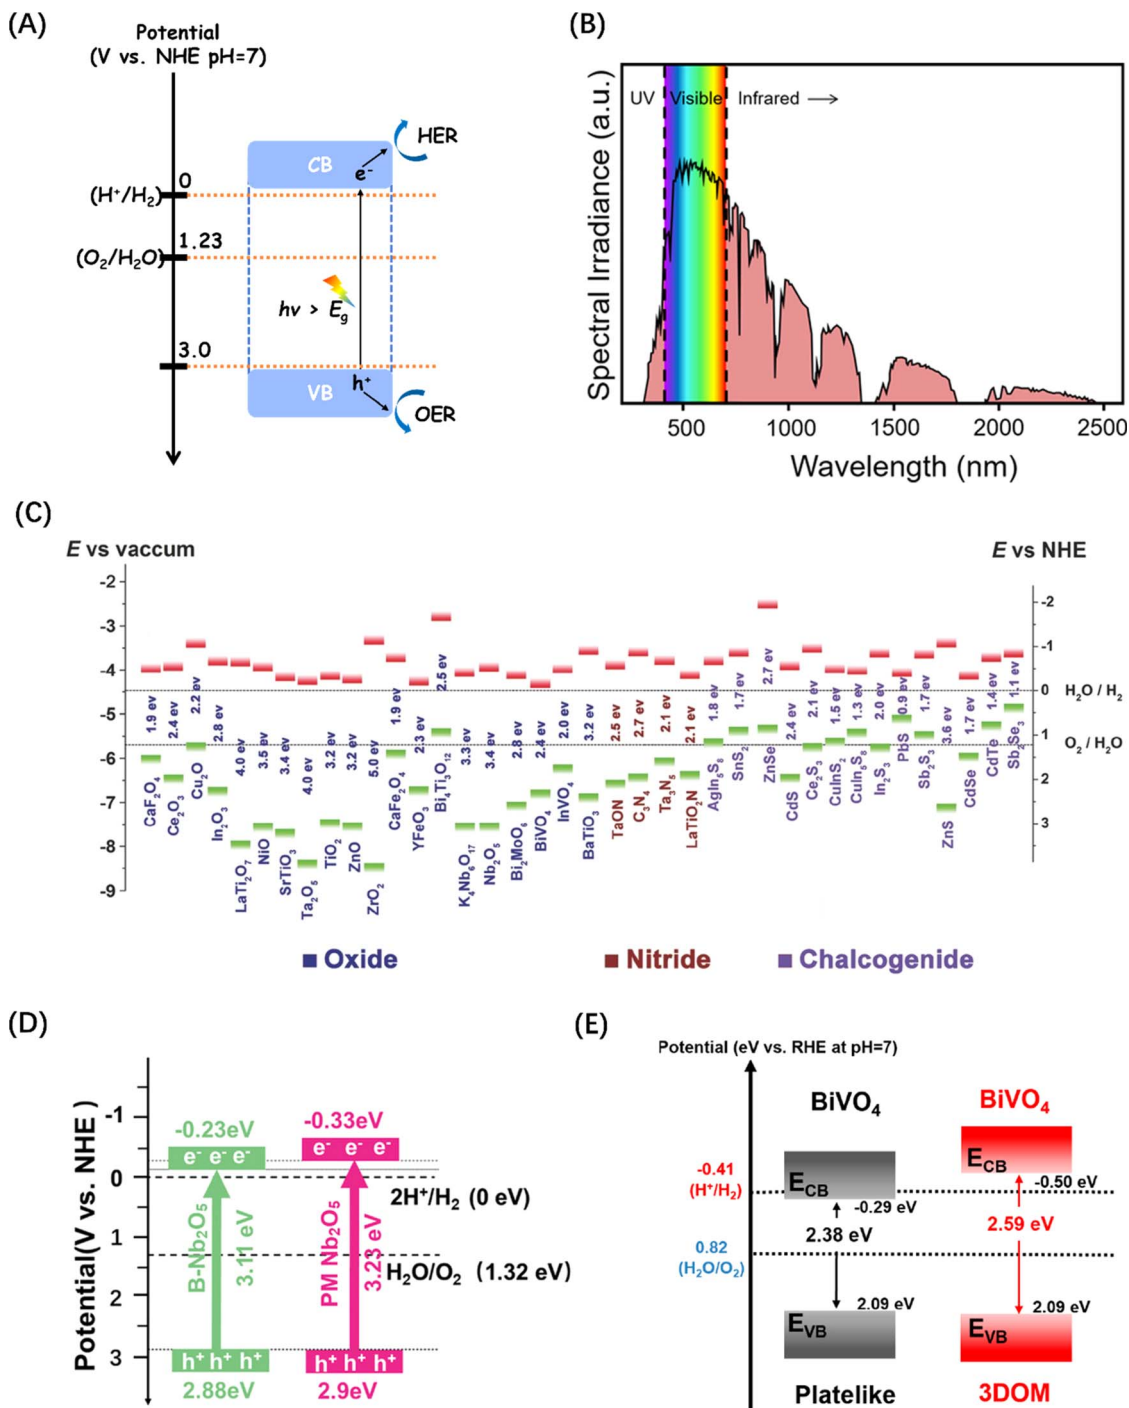 (A)
Potential
(V vs. NHE pH=7)
0
(H⁺/H₂)
1.23
(O₂/H₂O)
3.0
CB
e⁻
HER
hν > E_g
VB
h⁺
OER
(B)
Spectral Irradiance (a.u.)
UV Visible Infrared →
500 1000 1500 2000 2500
Wavelength (nm)
(C)
E vs vaccum
E vs NHE
-2
-3
-4
-5
-6
-7
-8
-9
-2
-1
0
1
2
3
H₂O / H₂
O₂ / H₂O
1.9 ev CaF₂O₄
2.4 ev Ce₂O₃
2.2 ev Cu₂O
2.8 ev In₂O₃
4.0 ev LaTi₂O₇
3.5 ev NiO
3.4 ev SrTiO₃
4.0 ev Ta₂O₅
3.2 ev TiO₂
3.2 ev ZnO
5.0 ev ZrO₂
1.9 ev CaFe₂O₄
2.3 ev YFeO₃
2.5 ev Bi₄Ti₃O₁₂
3.3 ev K₄Nb₆O₁₇
3.4 ev Nb₂O₅
2.8 ev Bi₂MoO₆
2.4 ev BiVO₄
2.0 ev InVO₄
3.2 ev BaTiO₃
2.5 ev TaON
2.7 ev C₃N₄
2.1 ev Ta₃N₅
2.1 ev LaTiO₂N
1.8 ev AgIn₅S₈
1.7 ev SnS₂
2.7 ev ZnSe
2.4 ev CdS
2.1 ev Ce₂S₃
1.5 ev CuInS₂
1.3 ev CuIn₅S₈
2.0 ev In₂S₃
0.9 ev PbS
1.7 ev Sb₂S₃
3.6 ev ZnS
1.7 ev CdSe
1.4 ev CdTe
1.1 ev Sb₂Se₃
Oxide
Nitride
Chalcogenide
(D)
Potential(V vs. NHE )
-1
0
1
2
3
-0.23eV
e⁻ e⁻ e⁻
B-Nb₂O₅
3.11 eV
h⁺ h⁺ h⁺
2.88eV
-0.33eV
e⁻ e⁻ e⁻
PM Nb₂O₅
3.23 eV
h⁺ h⁺ h⁺
2.9eV
2H⁺/H₂ (0 eV)
H₂O/O₂ (1.32 eV)
(E)
Potential (eV vs. RHE at pH=7)
-0.41
(H⁺/H₂)
0.82
(H₂O/O₂)
BiVO₄
E_CB
-0.29 eV
2.38 eV
2.09 eV
E_VB
Platelike
BiVO₄
E_CB
-0.50 eV
2.59 eV
2.09 eV
E_VB
3DOM